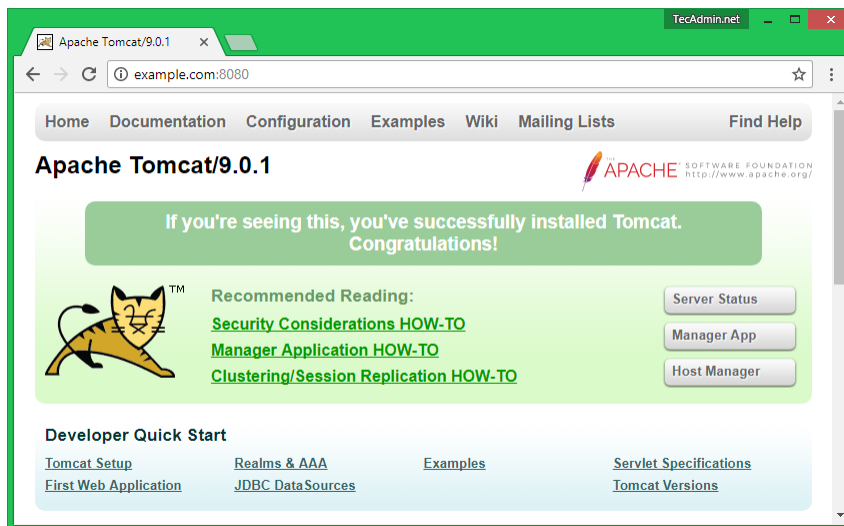 TecAdmin.net
Apache Tomcat/9.0.1
example.com:8080
Home Documentation Configuration Examples Wiki Mailing Lists Find Help
Apache Tomcat/9.0.1
THE
APACHE® SOFTWARE FOUNDATION
http://www.apache.org/
If you're seeing this, you've successfully installed Tomcat.
Congratulations!
TM
Recommended Reading:
Security Considerations HOW-TO
Manager Application HOW-TO
Clustering/Session Replication HOW-TO
Server Status
Manager App
Host Manager
Developer Quick Start
Tomcat Setup Realms & AAA Examples Servlet Specifications
First Web Application JDBC DataSources Tomcat Versions